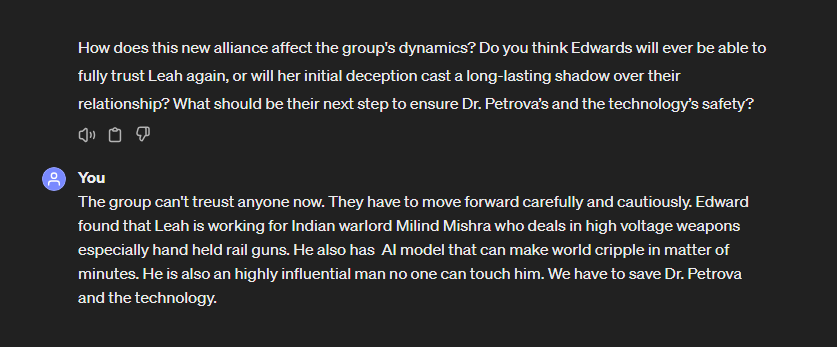 How does this new alliance affect the group's dynamics? Do you think Edwards will ever be able to
fully trust Leah again, or will her initial deception cast a long-lasting shadow over their
relationship? What should be their next step to ensure Dr. Petrova's and the technology's safety?
You
The group can't treust anyone now. They have to move forward carefully and cautiously. Edward
found that Leah is working for Indian warlord Milind Mishra who deals in high voltage weapons
especially hand held rail guns. He also has  AI model that can make world cripple in matter of
minutes. He is also an highly influential man no one can touch him. We have to save Dr. Petrova
and the technology.